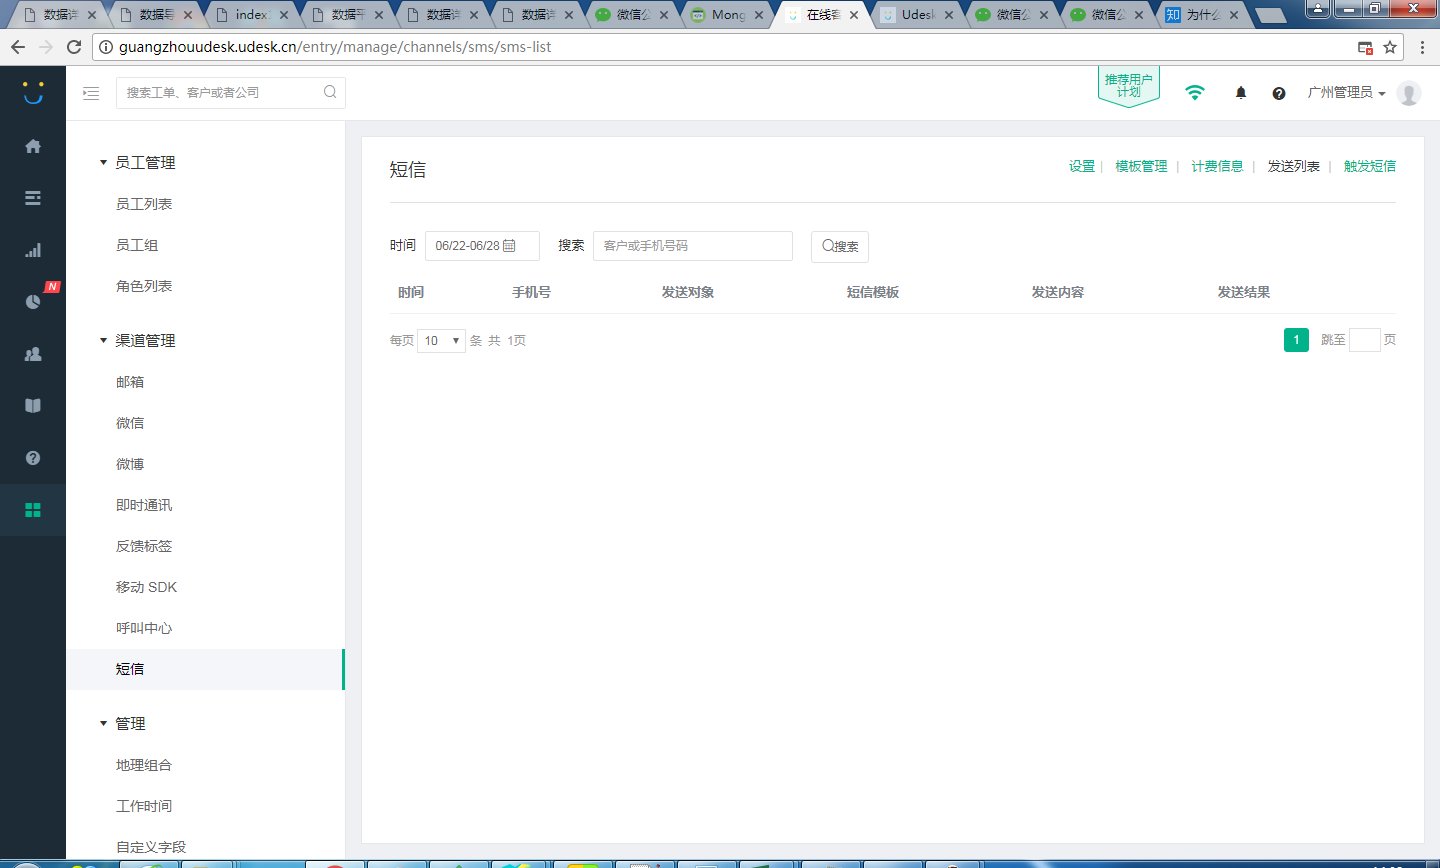 数据
数据
index
数据平
数据
数据
微信公
Mong
在线客
Udesk
微信公
微信公
知 为什么
guangzhouudesk.udesk.cn/entry/manage/channels/sms/sms-list
搜索工单、客户或者公司
推荐用户
计划
广州管理员
N
员工管理
员工列表
员工组
角色列表
渠道管理
邮箱
微信
微博
即时通讯
反馈标签
移动 SDK
呼叫中心
短信
管理
地理组合
工作时间
自定义字段
短信
设置 | 模板管理 | 计费信息 | 发送列表 | 触发短信
时间 06/22-06/28 搜索 客户或手机号码 搜索
时间 手机号 发送对象 短信模板 发送内容 发送结果
每页 10 条 共 1页 1 跳至 页